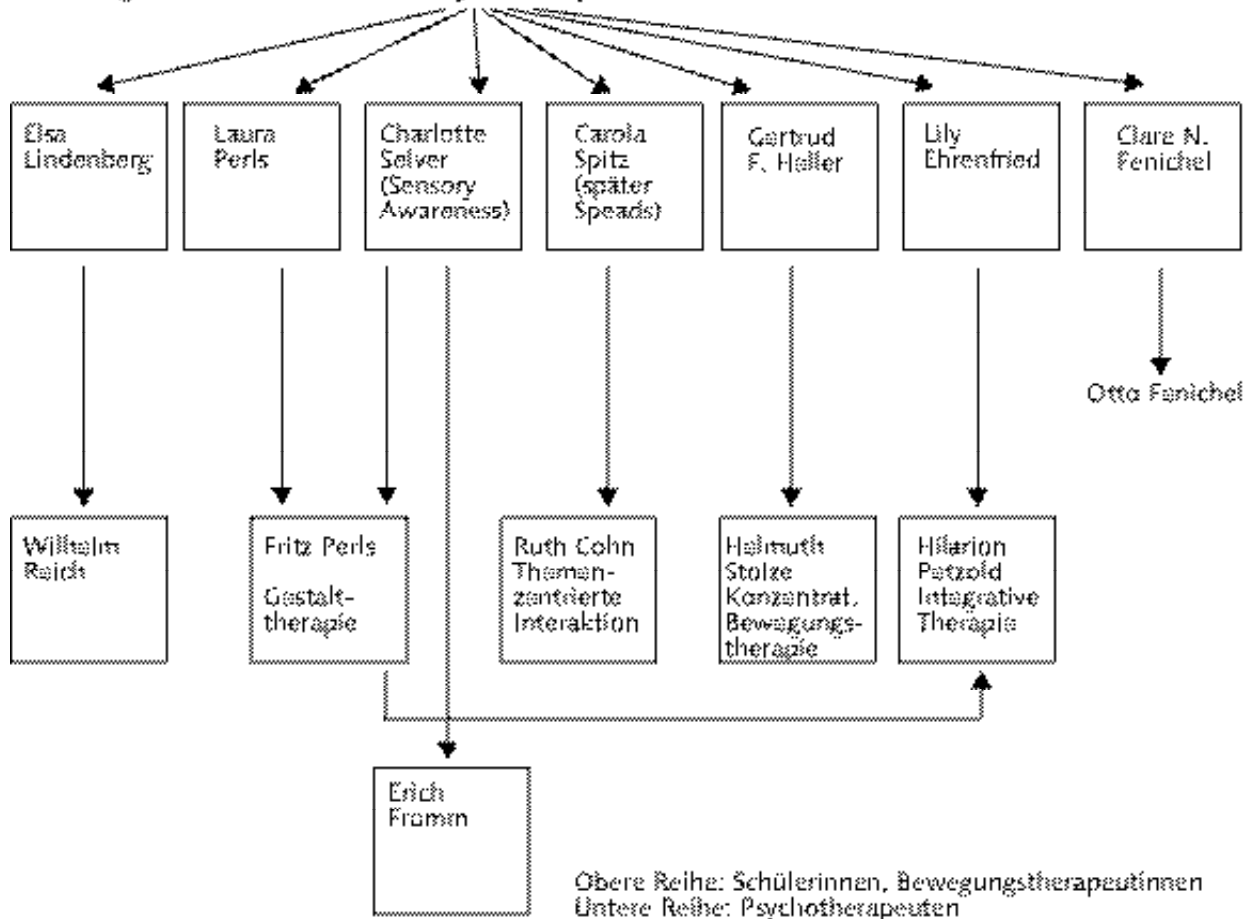 Elsa
Lindenberg
Laura
Perls
Charlotte
Selver
(Sensory
Awareness)
Carola
Spitz
(später
Speads)
Gertrud
F. Heller
Lily
Ehrenfried
Clare N.
Fenichel
Otto Fenichel
Wilhelm
Reich
Fritz Perls
Gestalt-
therapie
Ruth Cohn
Themen-
zentrierte
Interaktion
Helmuth
Stolze
Konzentrat.
Bewegungs-
therapie
Hilarion
Petzold
Integrative
Therapie
Erich
Fromm
Obere Reihe: Schülerinnen, Bewegungstherapeutinnen
Untere Reihe: Psychotherapeuten